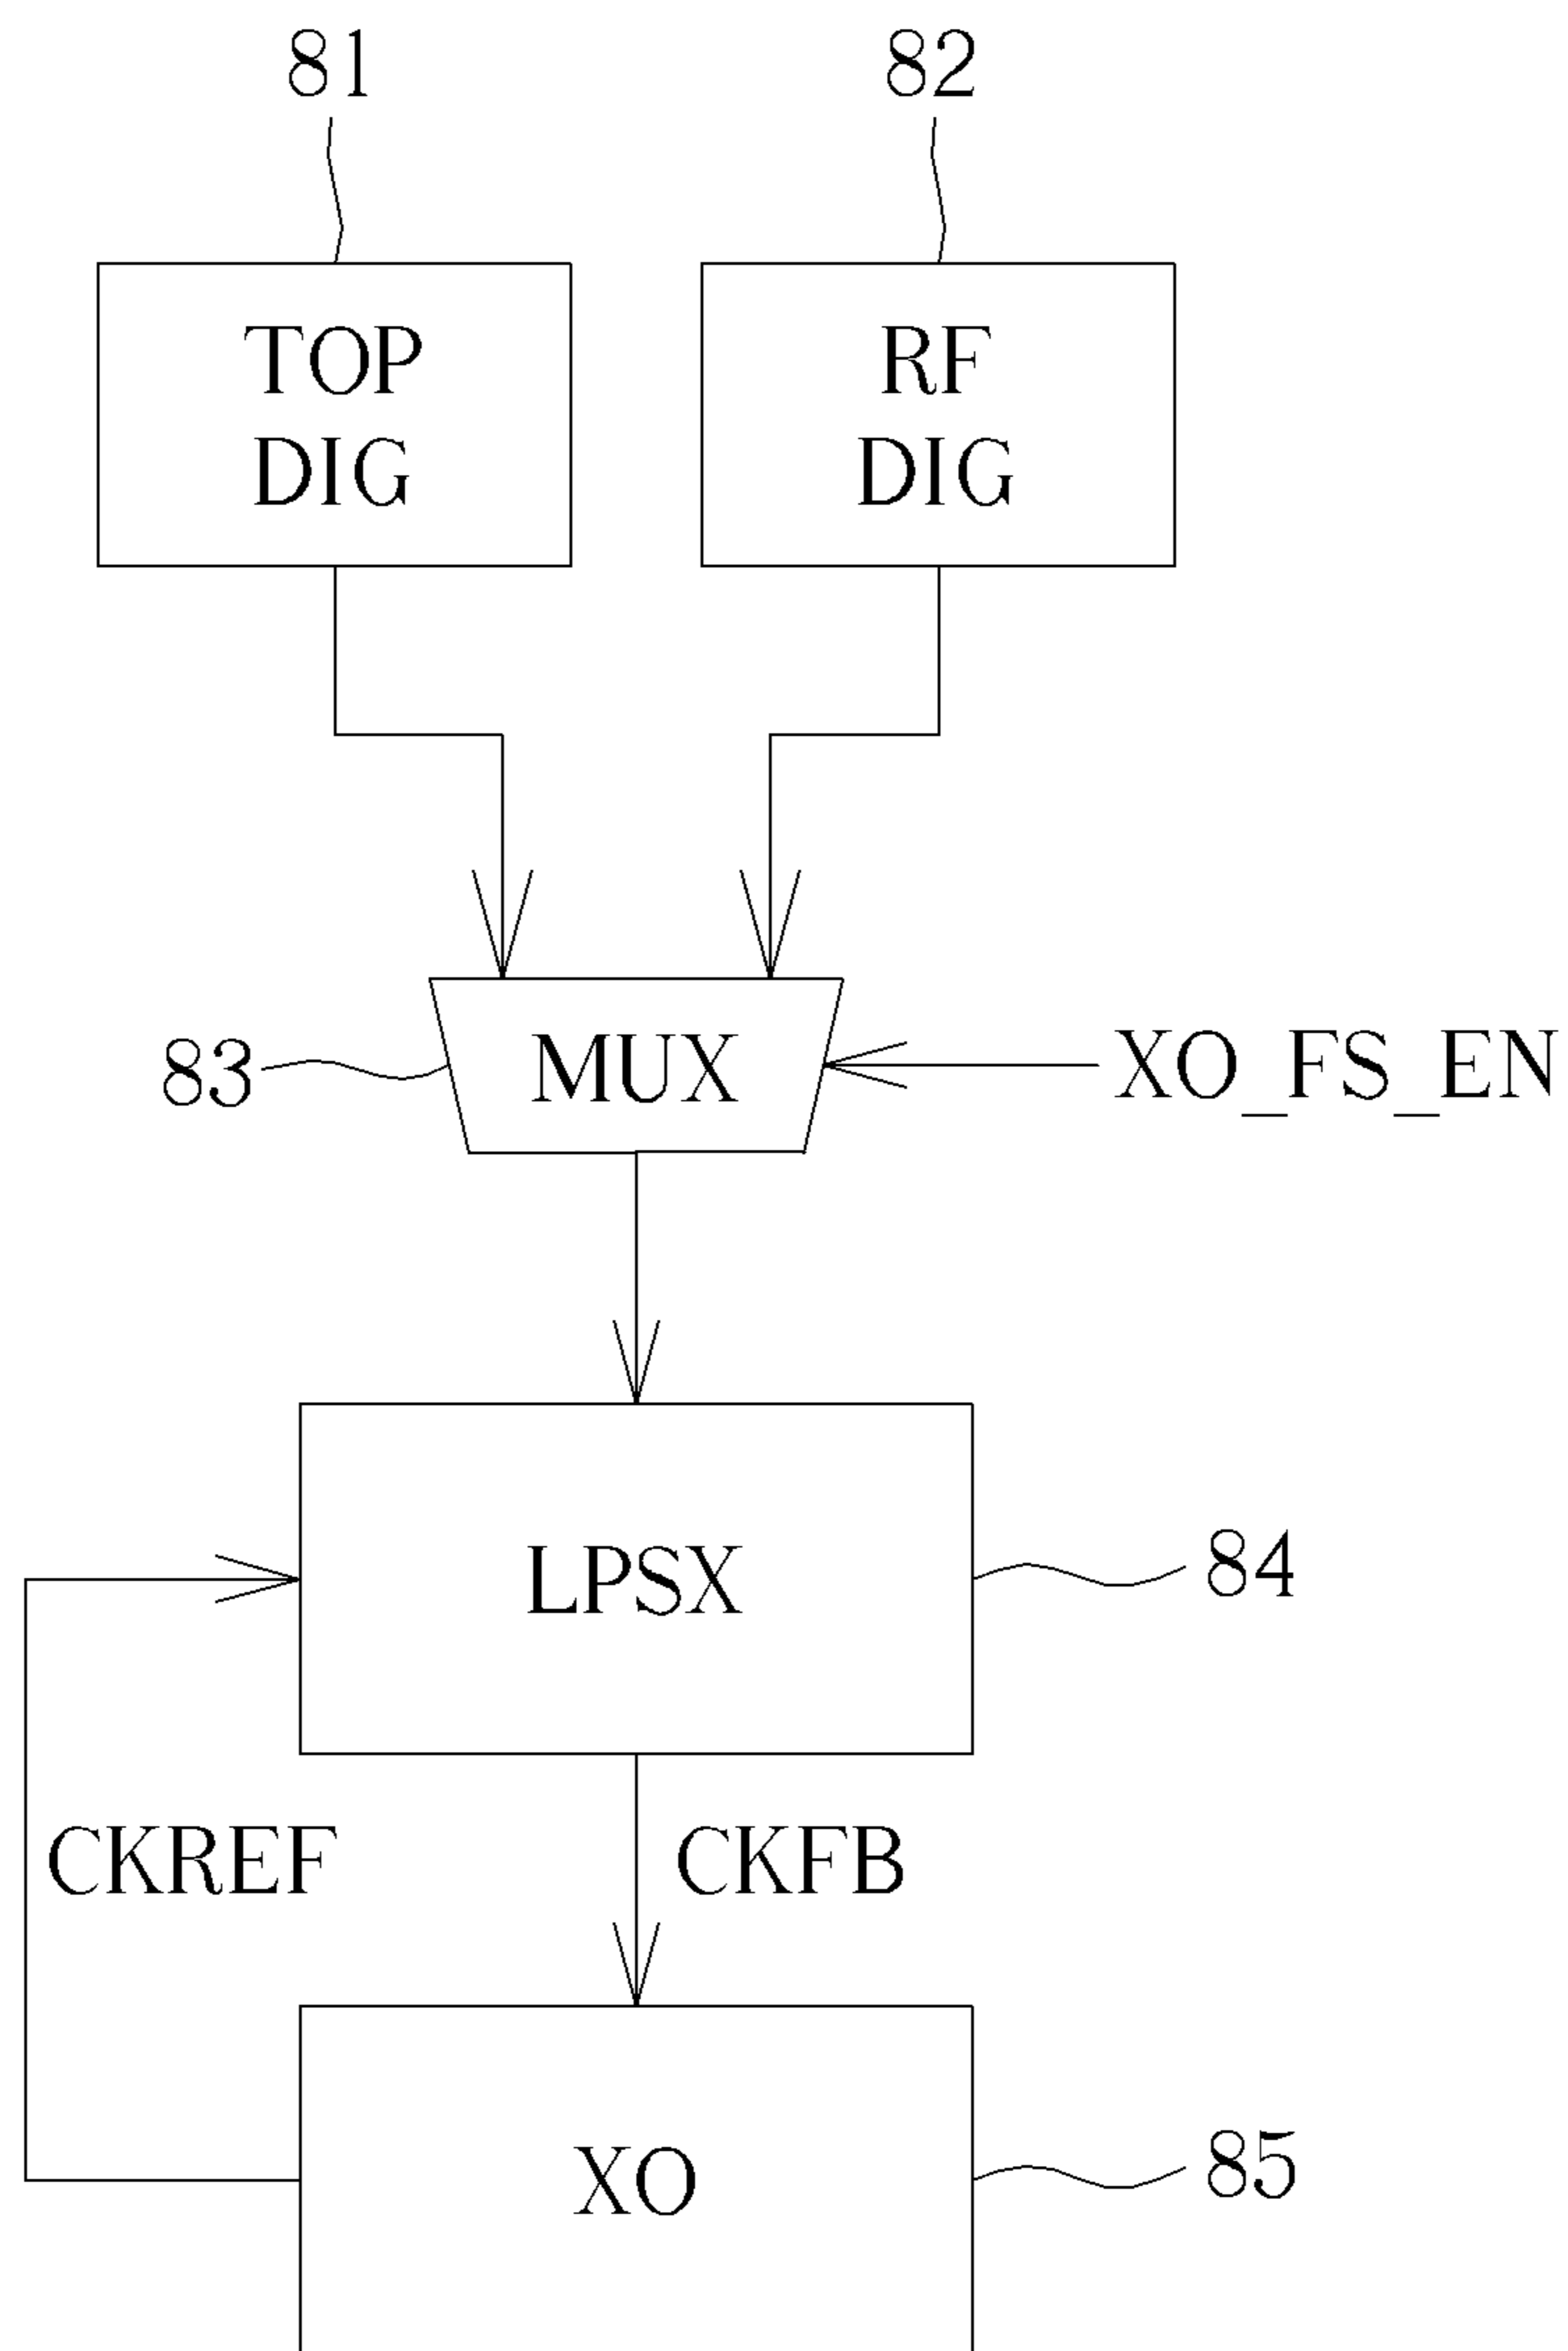 81
82
TOP
DIG
RF
DIG
83
MUX
XO_FS_EN
LPSX
84
CKREF
CKFB
XO
85